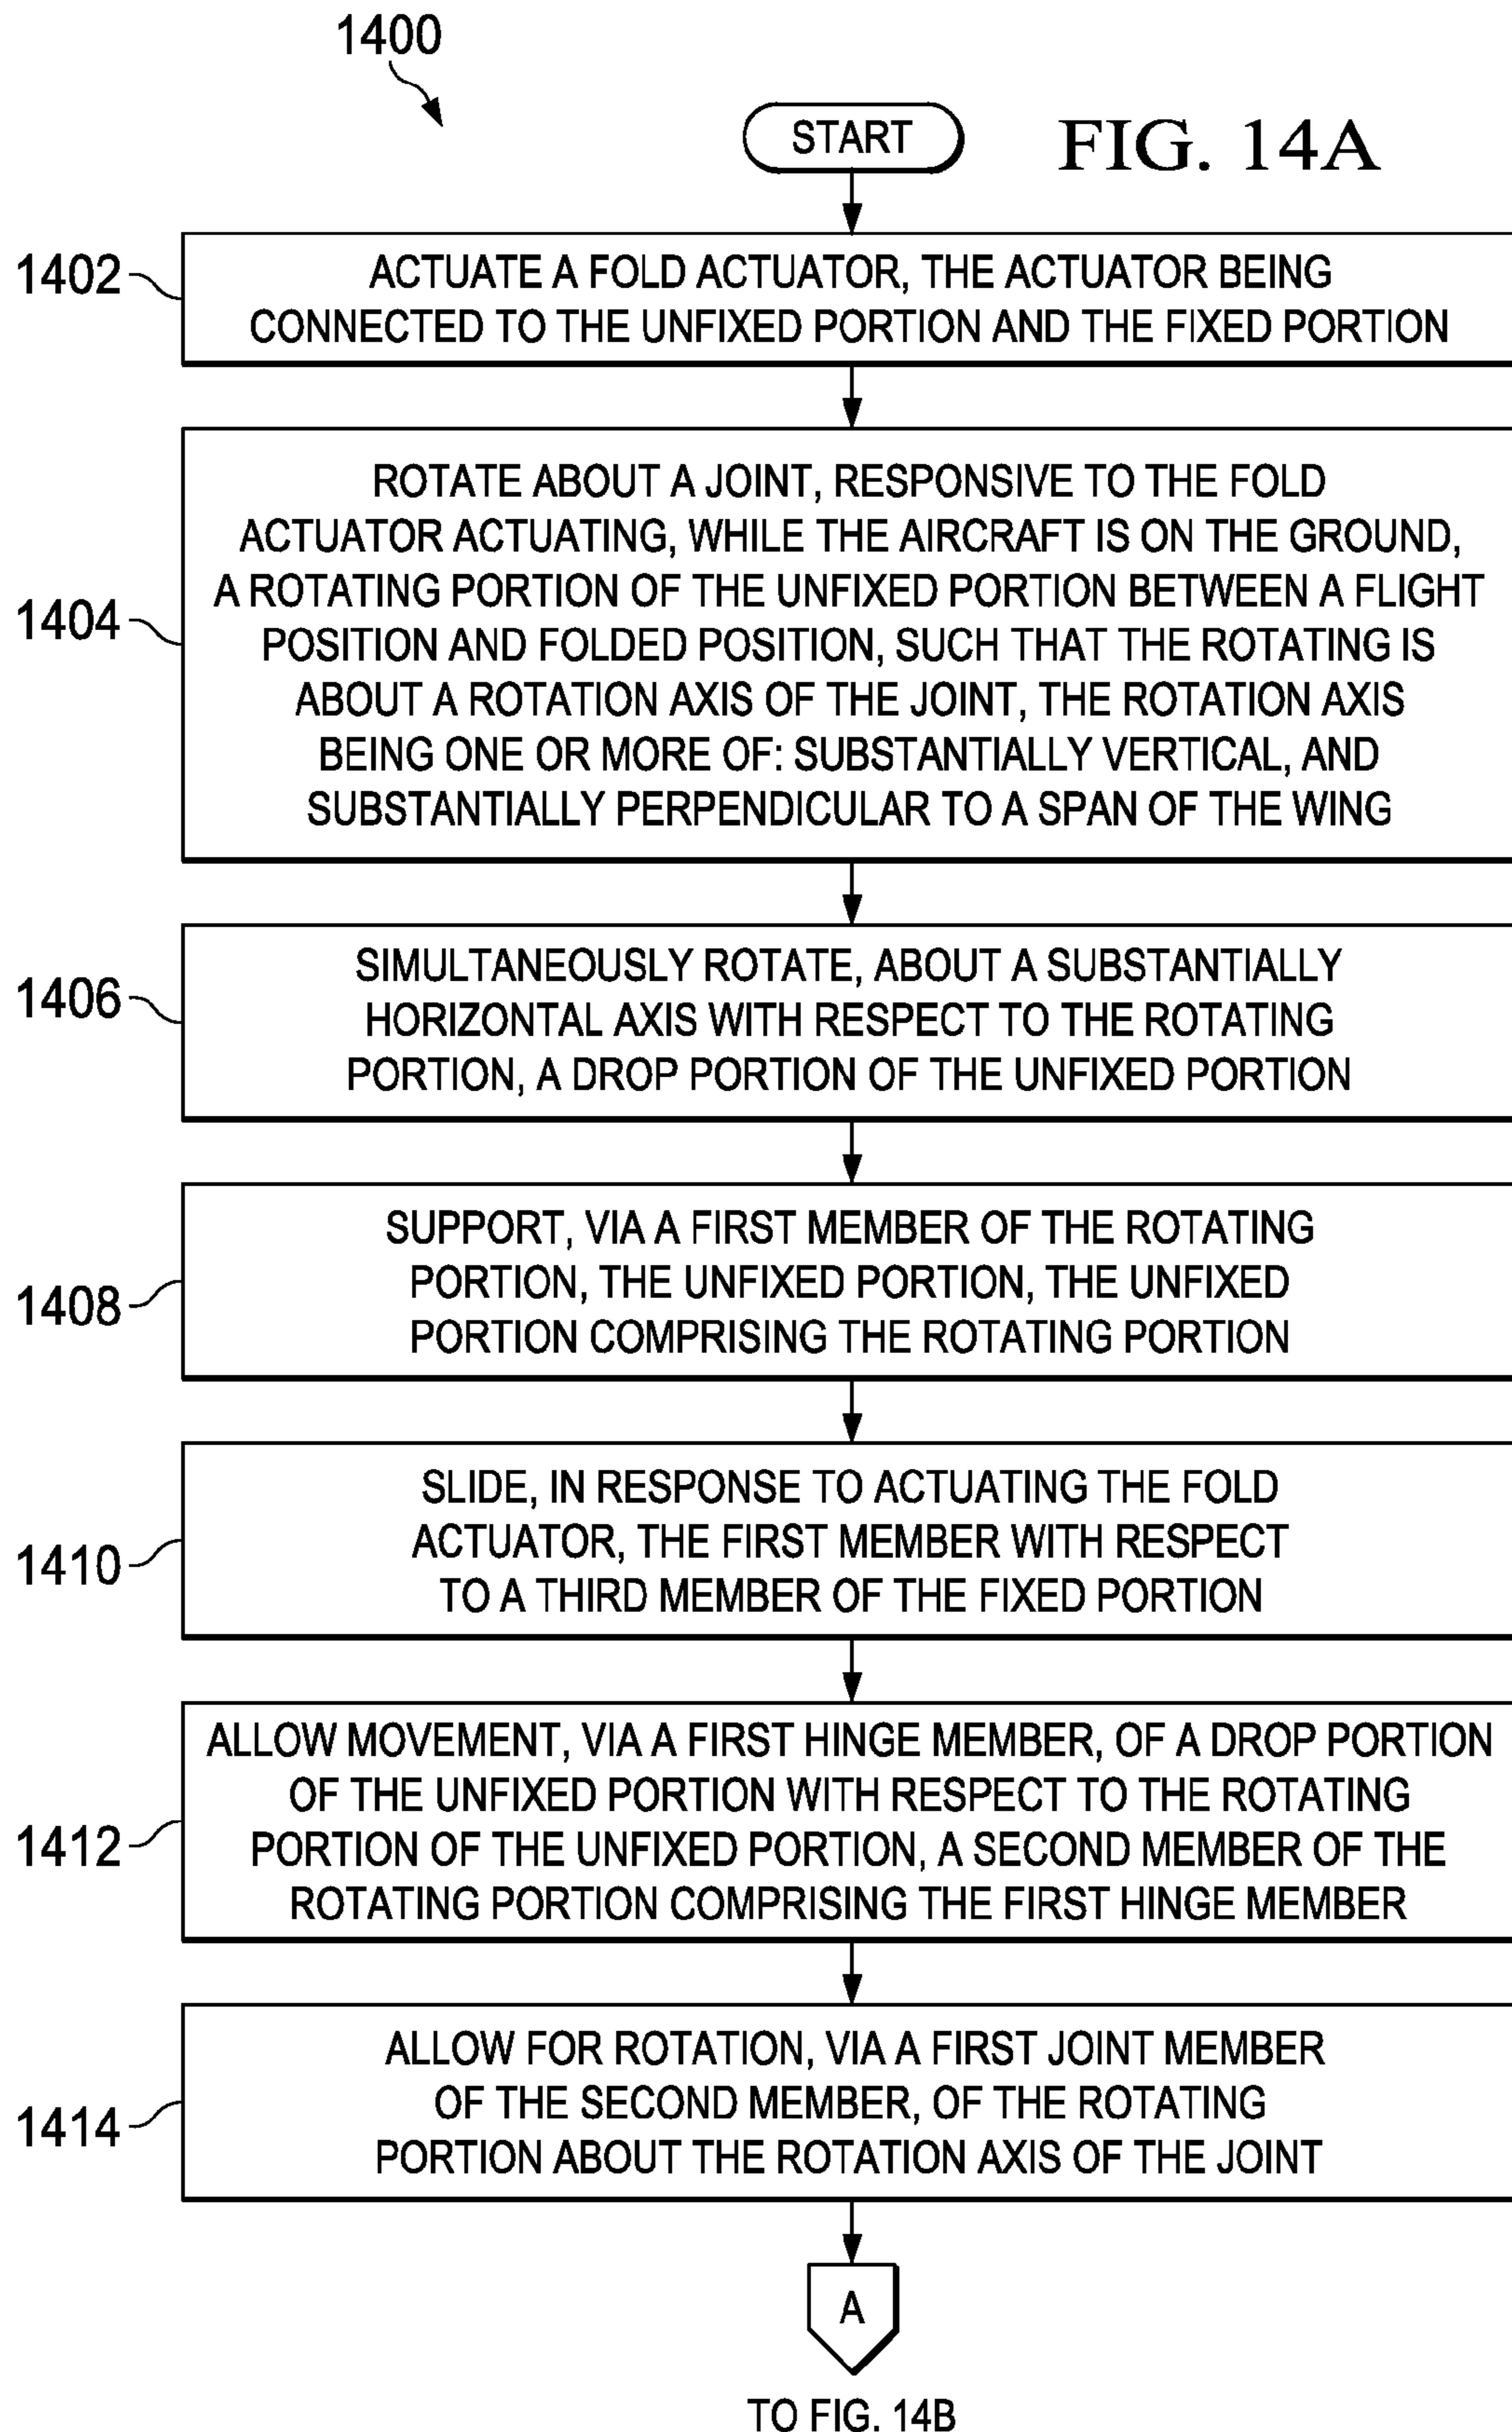 1400
START
FIG. 14A
1402
ACTUATE A FOLD ACTUATOR, THE ACTUATOR BEING
CONNECTED TO THE UNFIXED PORTION AND THE FIXED PORTION
1404
ROTATE ABOUT A JOINT, RESPONSIVE TO THE FOLD
ACTUATOR ACTUATING, WHILE THE AIRCRAFT IS ON THE GROUND,
A ROTATING PORTION OF THE UNFIXED PORTION BETWEEN A FLIGHT
POSITION AND FOLDED POSITION, SUCH THAT THE ROTATING IS
ABOUT A ROTATION AXIS OF THE JOINT, THE ROTATION AXIS
BEING ONE OR MORE OF: SUBSTANTIALLY VERTICAL, AND
SUBSTANTIALLY PERPENDICULAR TO A SPAN OF THE WING
1406
SIMULTANEOUSLY ROTATE, ABOUT A SUBSTANTIALLY
HORIZONTAL AXIS WITH RESPECT TO THE ROTATING
PORTION, A DROP PORTION OF THE UNFIXED PORTION
1408
SUPPORT, VIA A FIRST MEMBER OF THE ROTATING
PORTION, THE UNFIXED PORTION, THE UNFIXED
PORTION COMPRISING THE ROTATING PORTION
1410
SLIDE, IN RESPONSE TO ACTUATING THE FOLD
ACTUATOR, THE FIRST MEMBER WITH RESPECT
TO A THIRD MEMBER OF THE FIXED PORTION
1412
ALLOW MOVEMENT, VIA A FIRST HINGE MEMBER, OF A DROP PORTION
OF THE UNFIXED PORTION WITH RESPECT TO THE ROTATING
PORTION OF THE UNFIXED PORTION, A SECOND MEMBER OF THE
ROTATING PORTION COMPRISING THE FIRST HINGE MEMBER
1414
ALLOW FOR ROTATION, VIA A FIRST JOINT MEMBER
OF THE SECOND MEMBER, OF THE ROTATING
PORTION ABOUT THE ROTATION AXIS OF THE JOINT
A
TO FIG. 14B